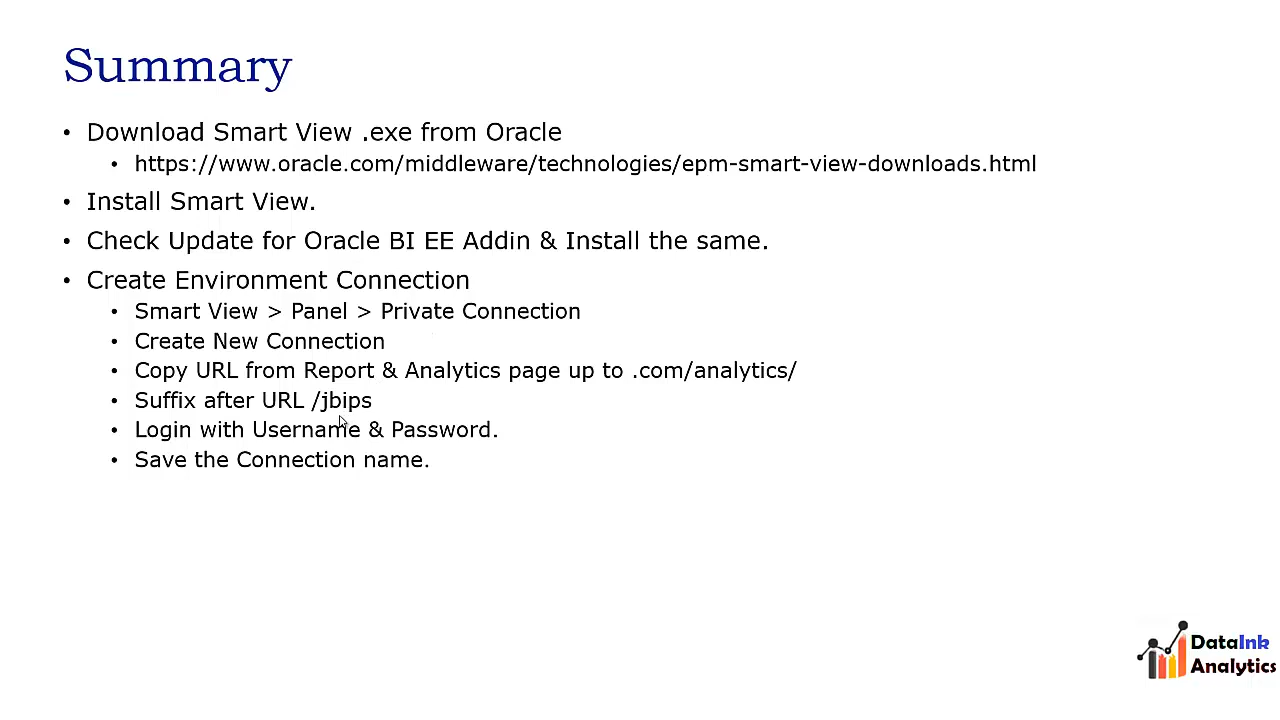 Summary
• Download Smart View .exe from Oracle
• https://www.oracle.com/middleware/technologies/epm-smart-view-downloads.html
• Install Smart View.
• Check Update for Oracle BI EE Addin & Install the same.
• Create Environment Connection
• Smart View > Panel > Private Connection
• Create New Connection
• Copy URL from Report & Analytics page up to .com/analytics/
• Suffix after URL /jbips
• Login with Username & Password.
• Save the Connection name.
DataInk
Analytics